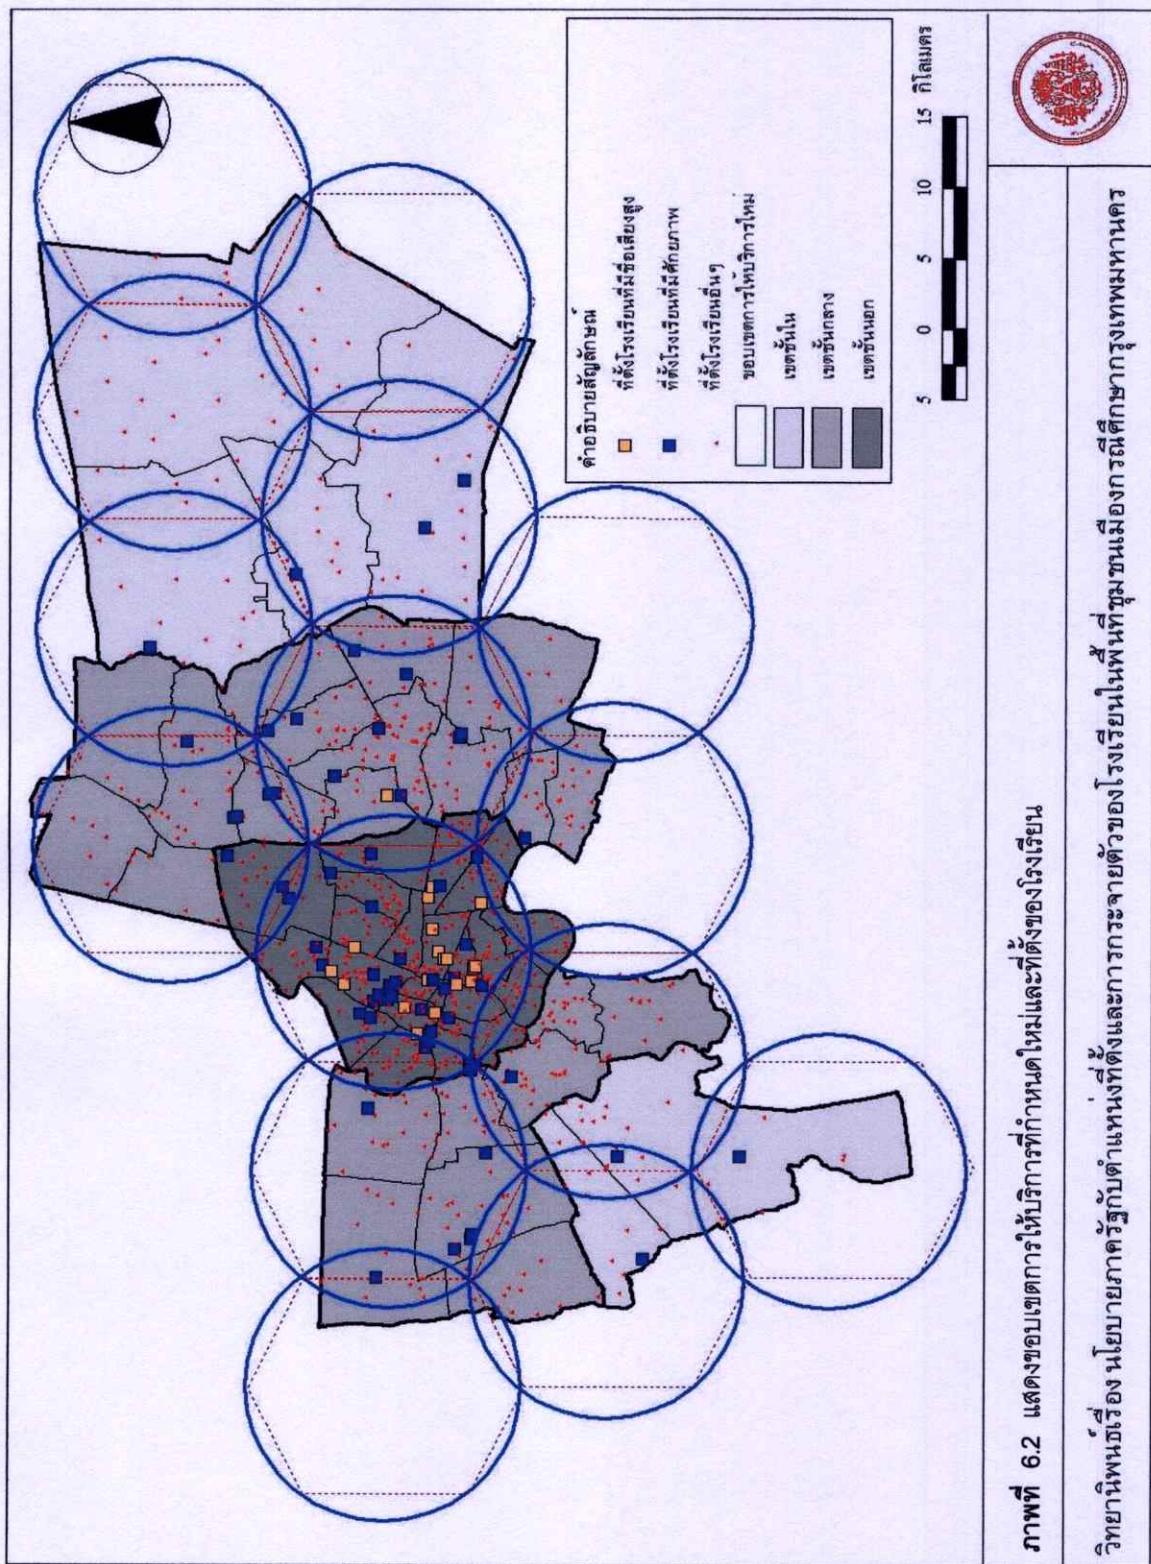 คำอธิบายสัญลักษณ์
ที่ตั้งโรงเรียนที่มีชื่อเสียงสูง
ที่ตั้งโรงเรียนที่มีศักยภาพ
ที่ตั้งโรงเรียนอื่นๆ
ขอบเขตการให้บริการใหม่
เขตชั้นใน
เขตชั้นกลาง
เขตชั้นนอก
5 0 5 10 15 กิโลเมตร
ภาพที่ 6.2 แสดงขอบเขตการให้บริการที่กำหนดใหม่และที่ตั้งของโรงเรียน
วิทยานิพนธ์เรื่อง นโยบายภาครัฐกับตำแหน่งที่ตั้งและการกระจายตัวของโรงเรียนในพื้นที่ชุมชนเมืองกรณีศึกษากรุงเทพมหานคร